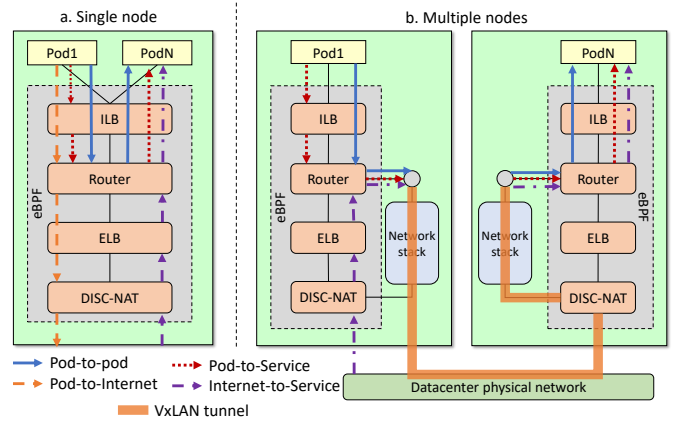 a. Single node
b. Multiple nodes
Pod1
PodN
ILB
Router
ELB
DISC-NAT
eBPF
Pod1
ILB
Router
ELB
DISC-NAT
eBPF
Network
stack
PodN
ILB
Router
ELB
DISC-NAT
eBPF
Network
stack
Datacenter physical network
Pod-to-pod
Pod-to-Service
Pod-to-Internet
Internet-to-Service
VxLAN tunnel